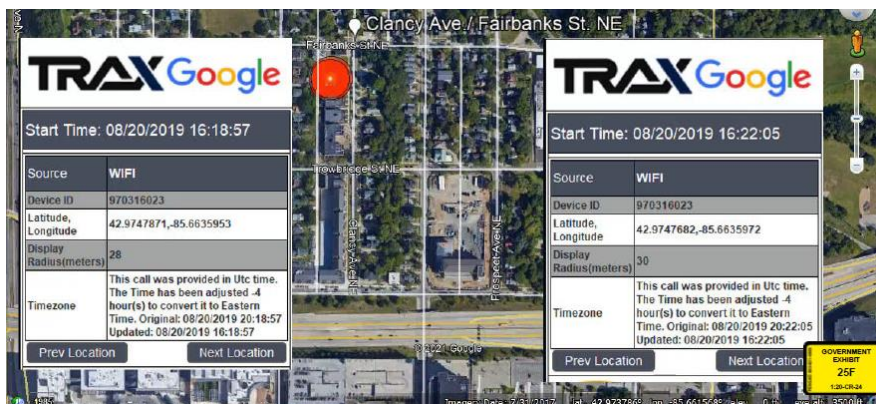 Clancy Ave./ Fairbanks St. NE
Fairbanks St NE
TRAX Google
Start Time: 08/20/2019 16:18:57
Source WIFI
Device ID 970316023
Latitude, Longitude 42.9747871,-85.6635953
Display Radius(meters) 28
Timezone
This call was provided in Utc time.
The Time has been adjusted -4
hour(s) to convert it to Eastern
Time. Original: 08/20/2019 20:18:57
Updated: 08/20/2019 16:18:57
Prev Location Next Location
Trowbridge St NE
Clancy Ave NE
Prospect Ave NE
TRAX Google
Start Time: 08/20/2019 16:22:05
Source WIFI
Device ID 970316023
Latitude, Longitude 42.9747682,-85.6635972
Display Radius(meters) 30
Timezone
This call was provided in Utc time.
The Time has been adjusted -4
hour(s) to convert it to Eastern
Time. Original: 08/20/2019 20:22:05
Updated: 08/20/2019 16:22:05
Prev Location Next Location
GOVERNMENT
EXHIBIT
25F
1:20-CR-24
Google
1985
Imagery Date: 7/31/2017 3500 ft